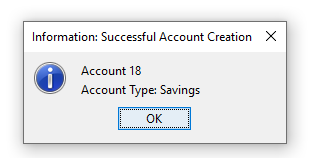 Information: Successful Account Creation
Account 18
Account Type: Savings
OK